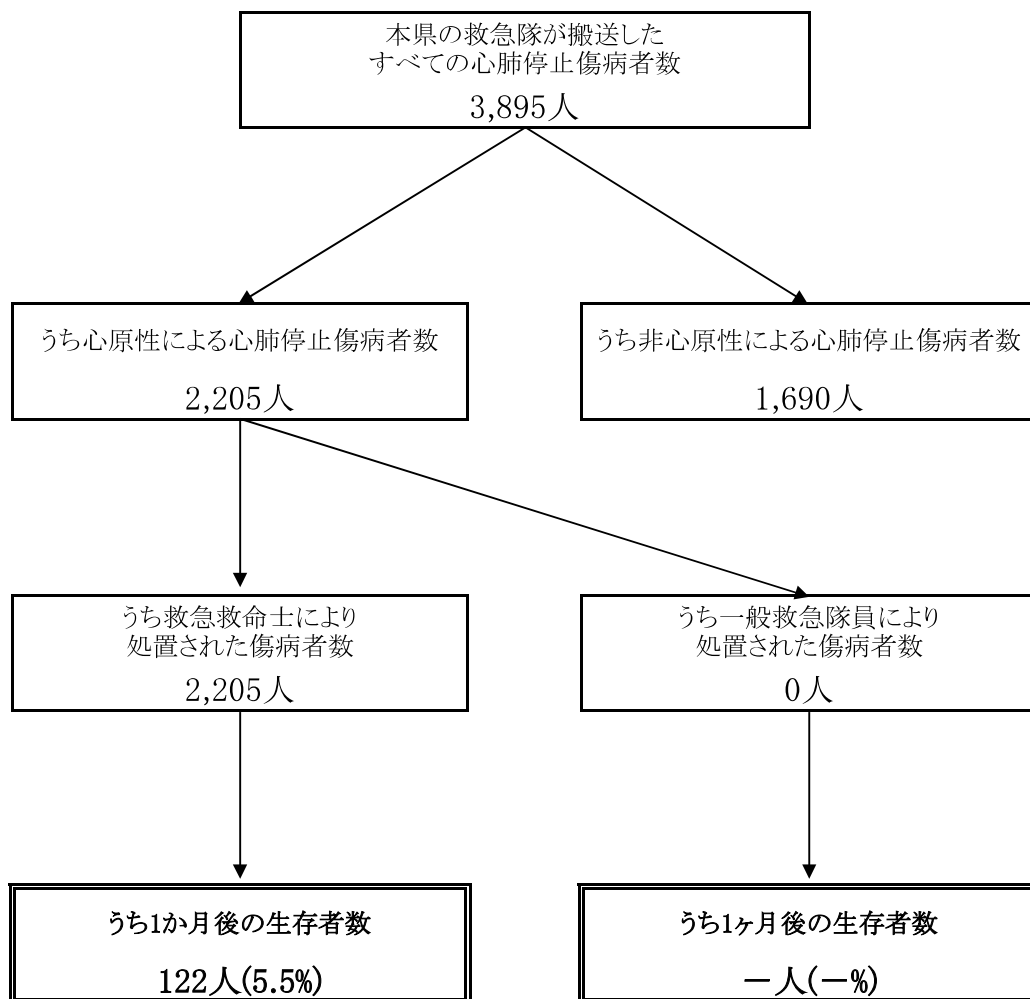 本県の救急隊が搬送した
すべての心肺停止傷病者数
3,895人
うち心原性による心肺停止傷病者数
2,205人
うち非心原性による心肺停止傷病者数
1,690人
うち救急救命士により
処置された傷病者数
2,205人
うち一般救急隊員により
処置された傷病者数
0人
うち1か月後の生存者数
122人(5.5%)
うち1ヶ月後の生存者数
－人(－%)